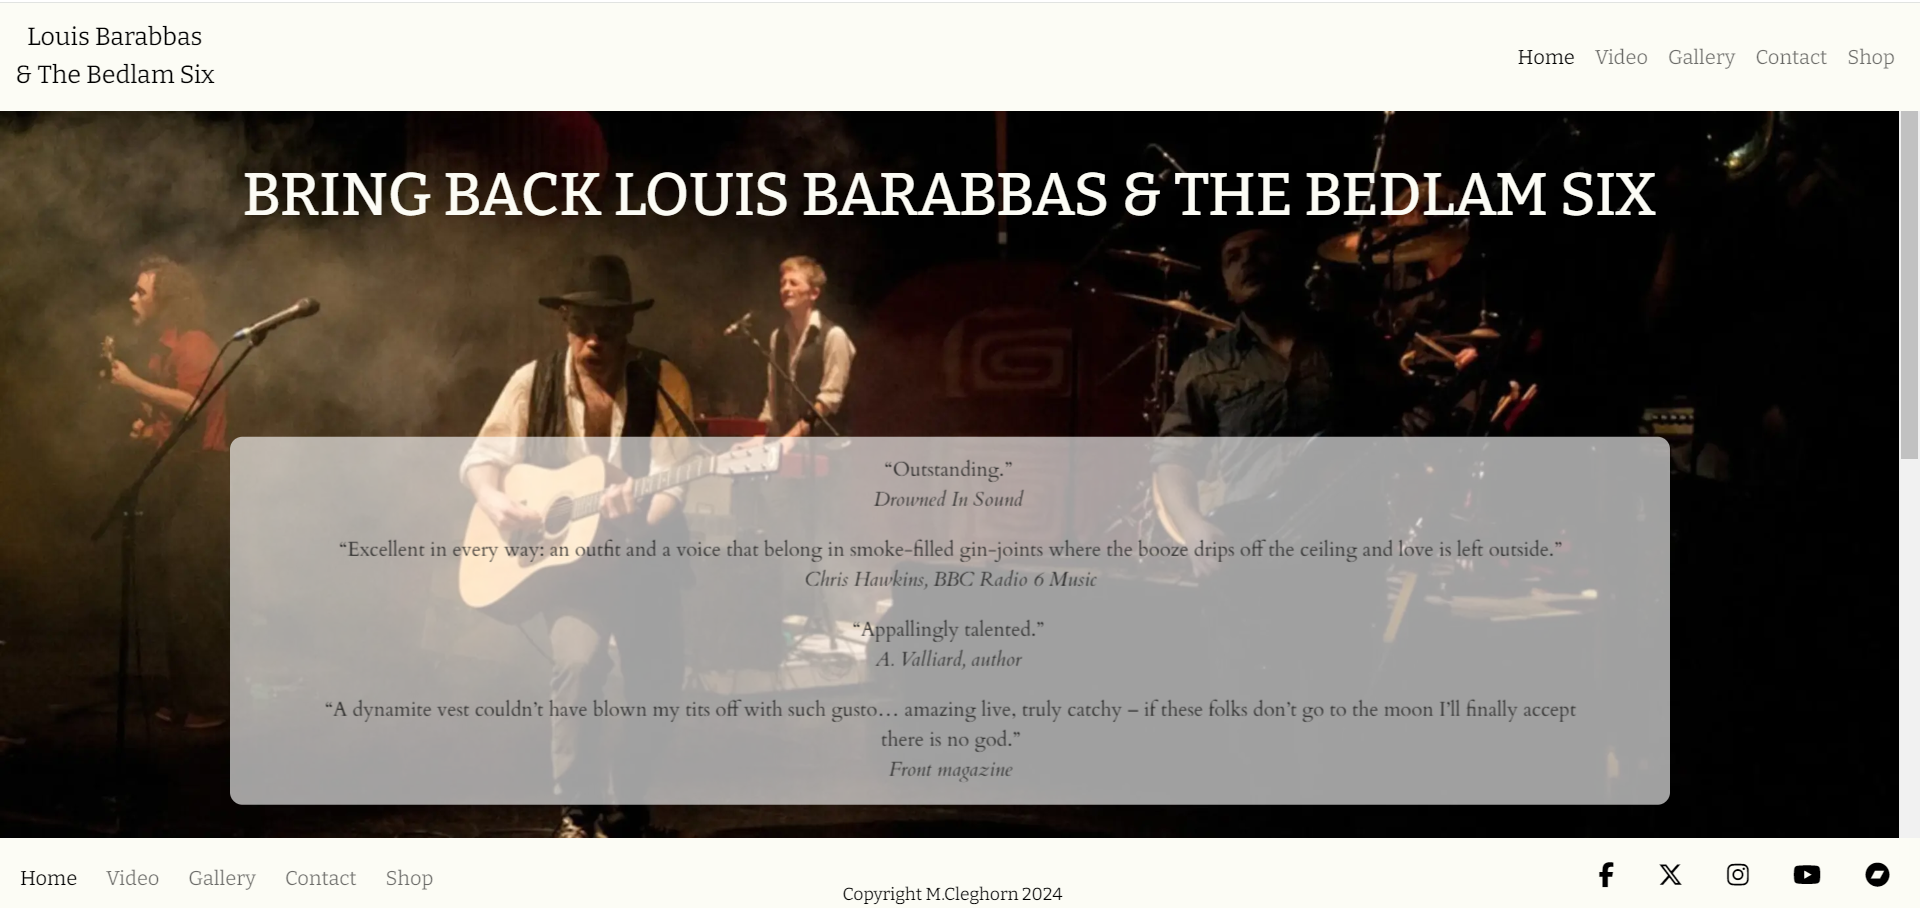 Louis Barabbas
& The Bedlam Six
Home Video Gallery Contact Shop
BRING BACK LOUIS BARABBAS & THE BEDLAM SIX
“Outstanding.”
Drowned In Sound
“Excellent in every way: an outfit and a voice that belong in smoke-filled gin-joints where the booze drips off the ceiling and love is left outside.”
Chris Hawkins, BBC Radio 6 Music
“Appallingly talented.”
A. Valliard, author
“A dynamite vest couldn’t have blown my tits off with such gusto… amazing live, truly catchy – if these folks don’t go to the moon I’ll finally accept
there is no god.”
Front magazine
Home Video Gallery Contact Shop
Copyright M.Cleghorn 2024